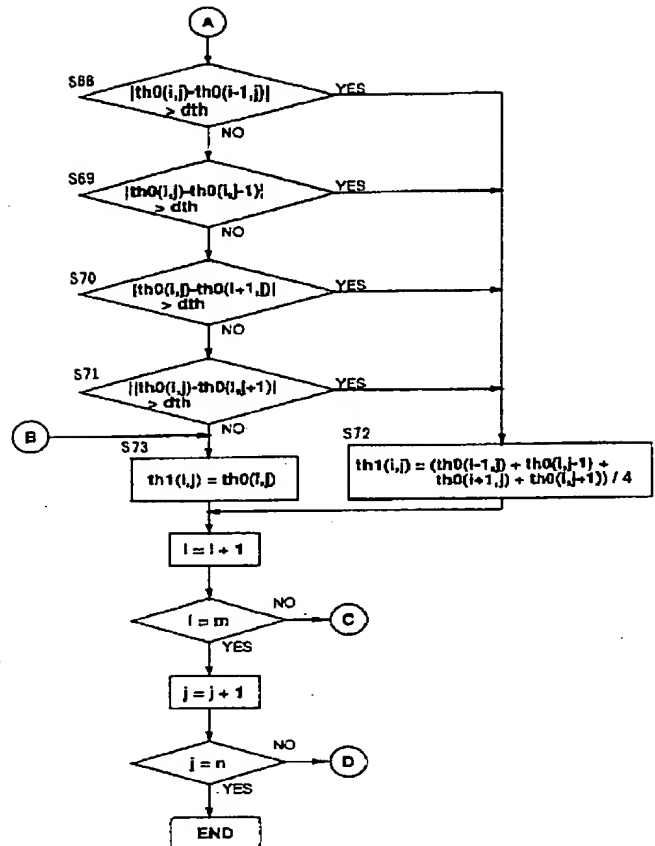 A
S68
|th0(i,j)-th0(i-1,j)|
> dth
YES
NO
S69
|th0(i,j)-th0(i,j-1)|
> dth
YES
NO
S70
|th0(i,j)-th0(i+1,j)|
> dth
YES
NO
S71
||th0(i,j)-th0(i,j+1)|
> dth
YES
NO
B
S73
th1(i,j) = th0(i,j)
S72
th1(i,j) = (th0(i-1,j) + th0(i,j-1) +
th0(i+1,j) + th0(i,j+1)) / 4
i = i + 1
i = m
NO
C
YES
j = j + 1
j = n
NO
D
YES
END